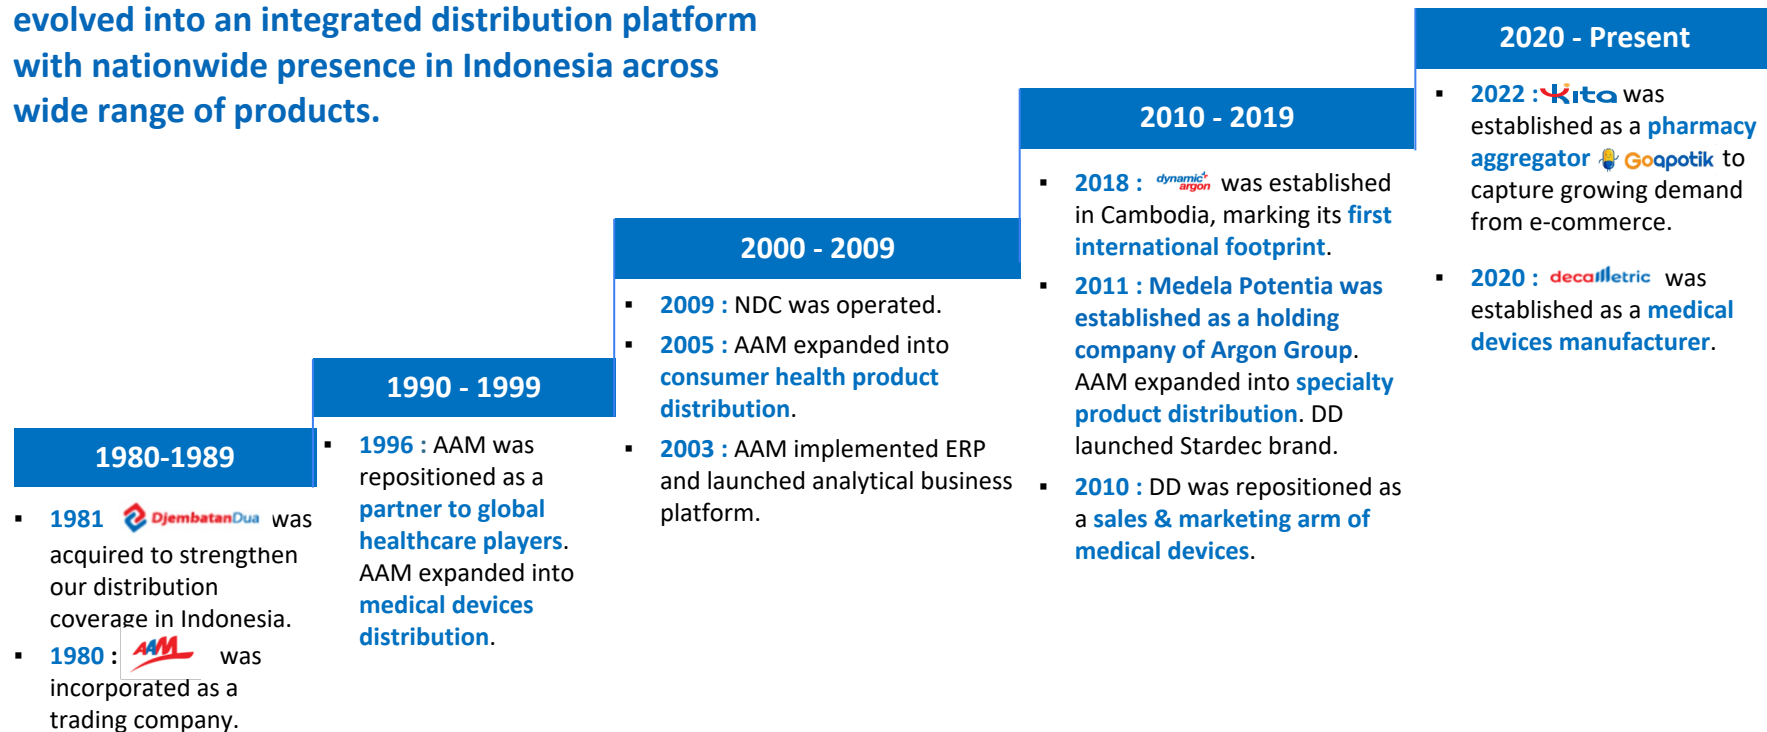 evolved into an integrated distribution platform
with nationwide presence in Indonesia across
wide range of products.
1980-1989
▪ 1981 DjembatanDua was
acquired to strengthen
our distribution
coverage in Indonesia.
▪ 1980 : AAM was
incorporated as a
trading company.
1990 - 1999
▪ 1996 : AAM was
repositioned as a
partner to global
healthcare players.
AAM expanded into
medical devices
distribution.
2000 - 2009
▪ 2009 : NDC was operated.
▪ 2005 : AAM expanded into
consumer health product
distribution.
▪ 2003 : AAM implemented ERP
and launched analytical business
platform.
2010 - 2019
▪ 2018 : dynamic argon was established
in Cambodia, marking its first
international footprint.
▪ 2011 : Medela Potentia was
established as a holding
company of Argon Group.
AAM expanded into specialty
product distribution. DD
launched Stardec brand.
▪ 2010 : DD was repositioned as
a sales & marketing arm of
medical devices.
2020 - Present
▪ 2022 : Kita was
established as a pharmacy
aggregator Goapotik to
capture growing demand
from e-commerce.
▪ 2020 : decaMetric was
established as a medical
devices manufacturer.